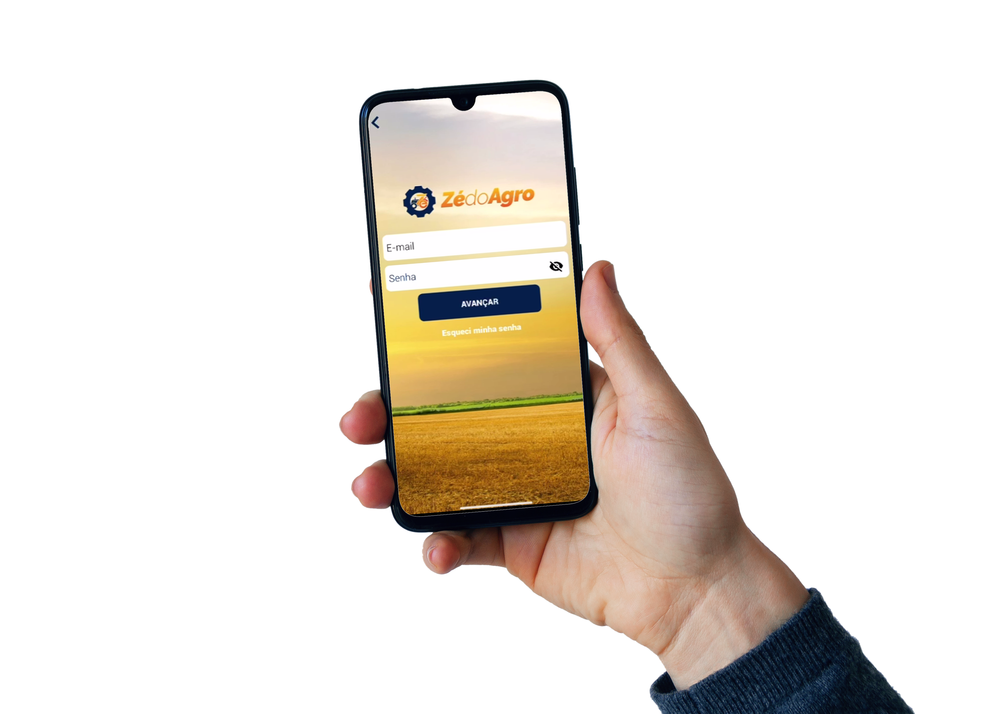 ZédoAgro
E-mail
Senha
AVANÇAR
Esqueci minha senha